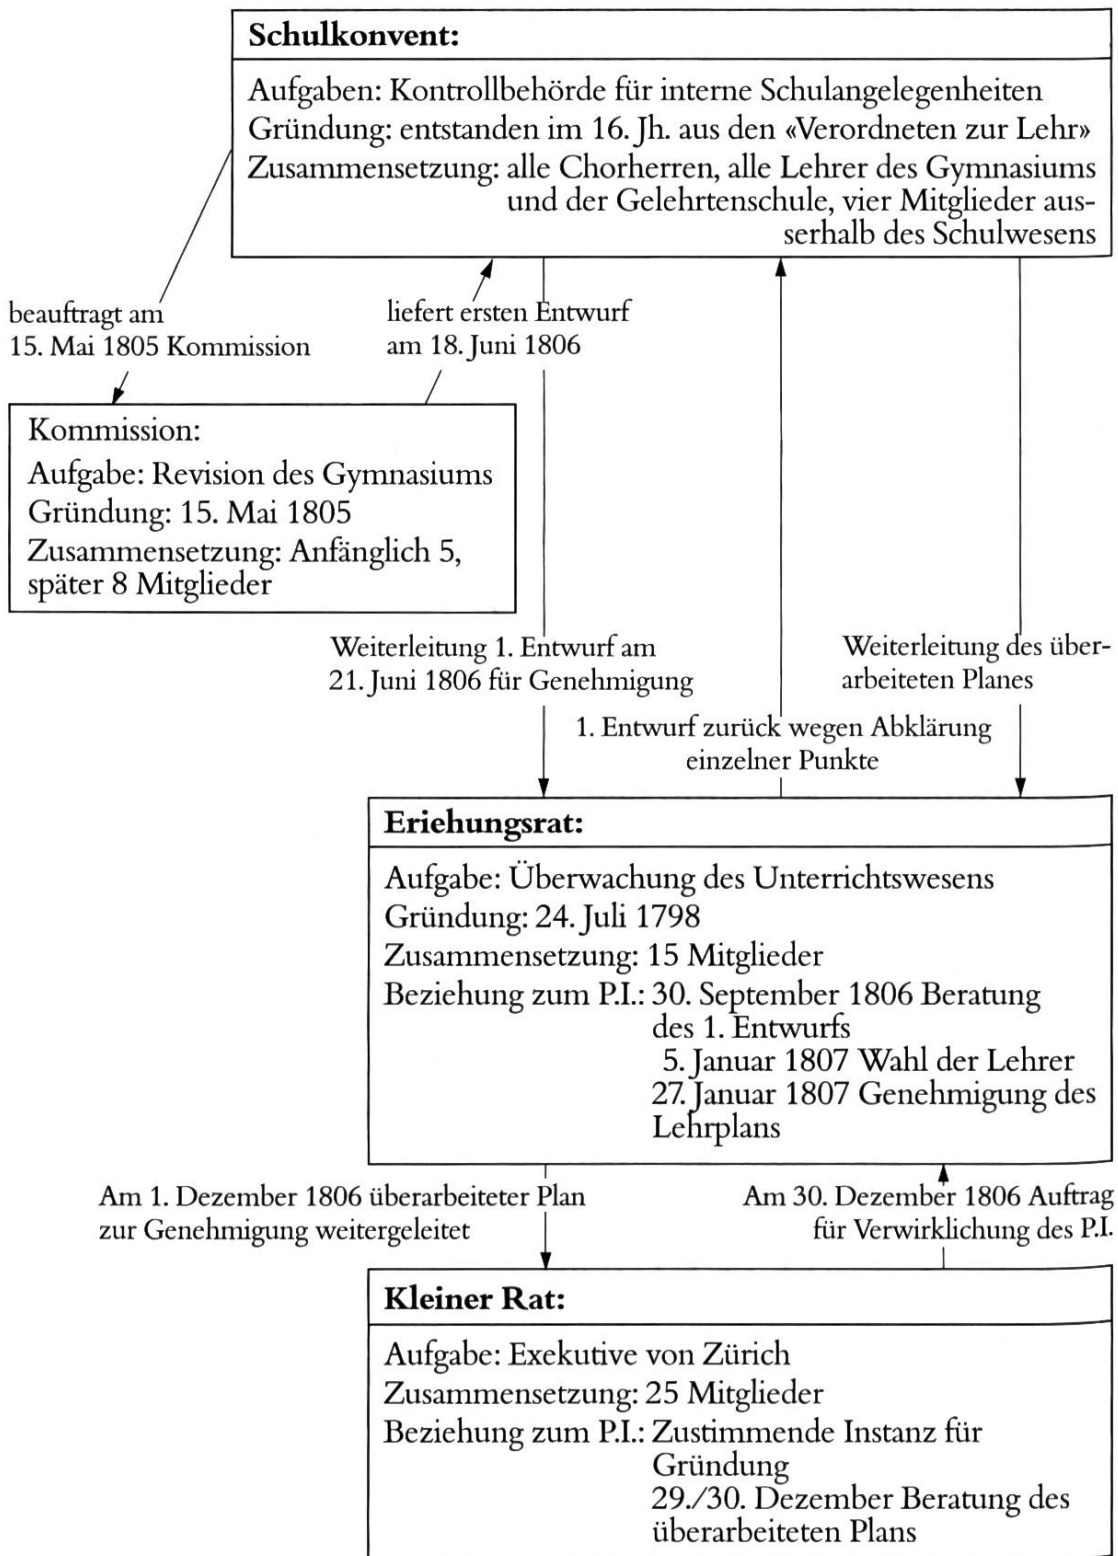 Schulkonvent:
Aufgaben: Kontrollbehörde für interne Schulangelegenheiten
Gründung: entstanden im 16. Jh. aus den «Verordneten zur Lehr»
Zusammensetzung: alle Chorherren, alle Lehrer des Gymnasiums
und der Gelehrtenschule, vier Mitglieder aus-
serhalb des Schulwesens
beauftragt am
15. Mai 1805 Kommission
liefert ersten Entwurf
am 18. Juni 1806
Kommission:
Aufgabe: Revision des Gymnasiums
Gründung: 15. Mai 1805
Zusammensetzung: Anfänglich 5,
später 8 Mitglieder
Weiterleitung 1. Entwurf am
21. Juni 1806 für Genehmigung
Weiterleitung des über-
arbeiteten Planes
1. Entwurf zurück wegen Abklärung
einzelner Punkte
Eriehungsrat:
Aufgabe: Überwachung des Unterrichtswesens
Gründung: 24. Juli 1798
Zusammensetzung: 15 Mitglieder
Beziehung zum P.I.: 30. September 1806 Beratung
des 1. Entwurfs
5. Januar 1807 Wahl der Lehrer
27. Januar 1807 Genehmigung des
Lehrplans
Am 1. Dezember 1806 überarbeiteter Plan
zur Genehmigung weitergeleitet
Am 30. Dezember 1806 Auftrag
für Verwirklichung des P.I.
Kleiner Rat:
Aufgabe: Exekutive von Zürich
Zusammensetzung: 25 Mitglieder
Beziehung zum P.I.: Zustimmende Instanz für
Gründung
29./30. Dezember Beratung des
überarbeiteten Plans